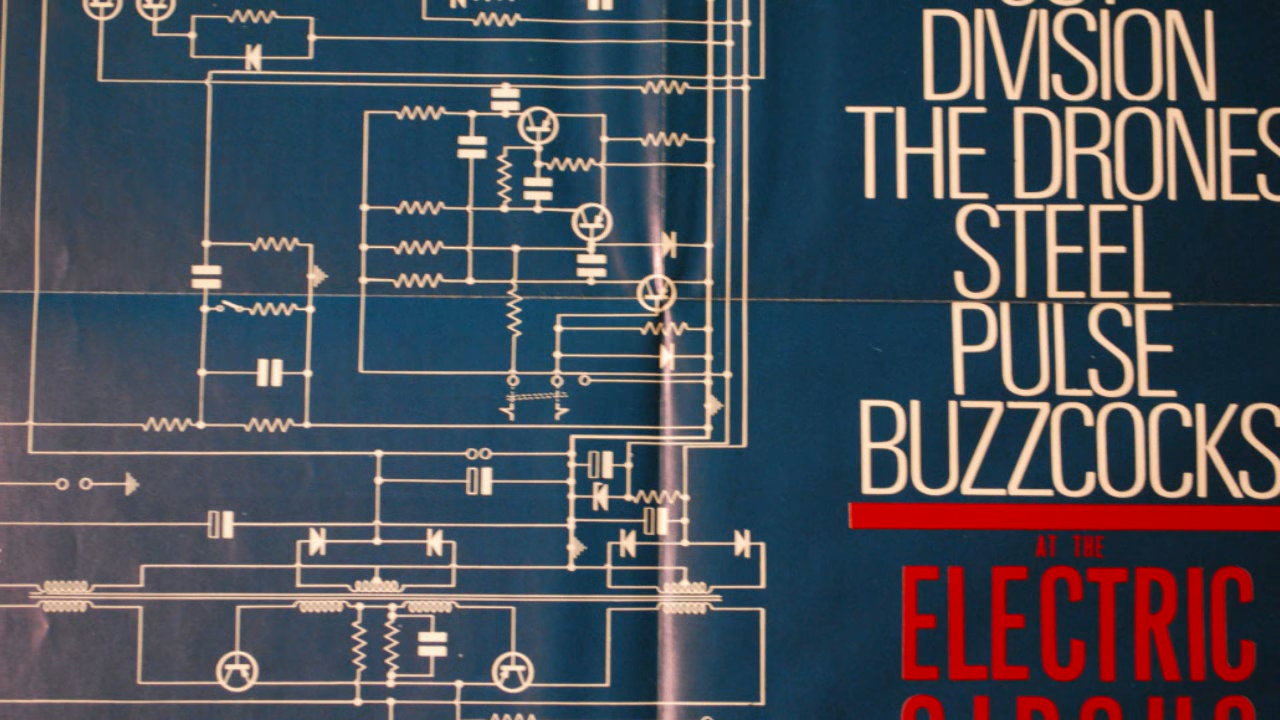 DIVISION
THE DRONES
STEEL
PULSE
BUZZCOCKS
AT THE
ELECTRIC